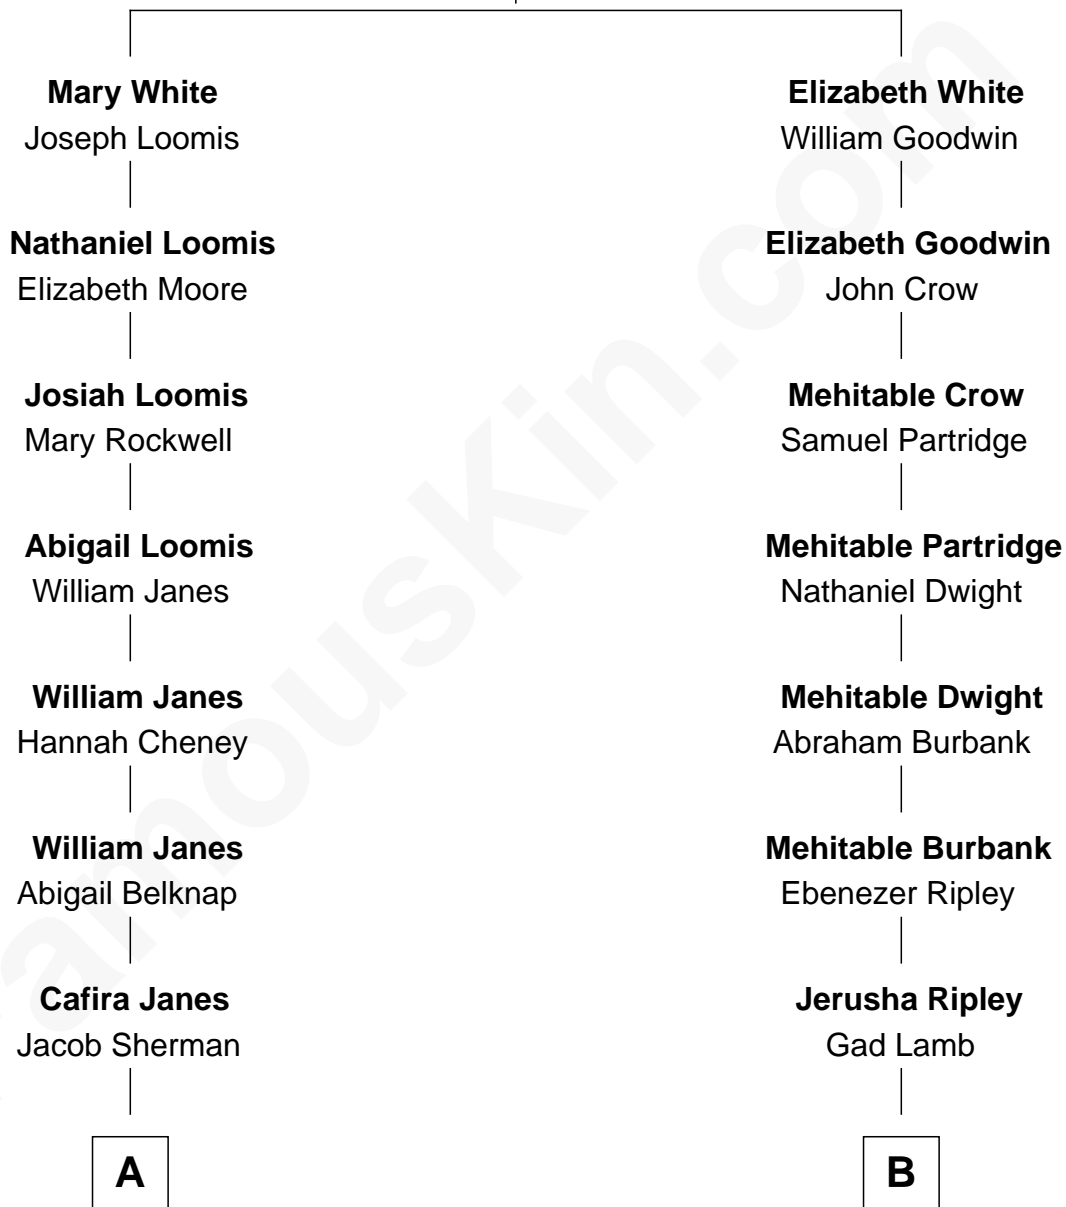 Mary White
Joseph Loomis
Nathaniel Loomis
Elizabeth Moore
Josiah Loomis
Mary Rockwell
Abigail Loomis
William Janes
William Janes
Hannah Cheney
William Janes
Abigail Belknap
Cafira Janes
Jacob Sherman
A
Elizabeth White
William Goodwin
Elizabeth Goodwin
John Crow
Mehitable Crow
Samuel Partridge
Mehitable Partridge
Nathaniel Dwight
Mehitable Dwight
Abraham Burbank
Mehitable Burbank
Ebenezer Ripley
Jerusha Ripley
Gad Lamb
B
amouskin.com